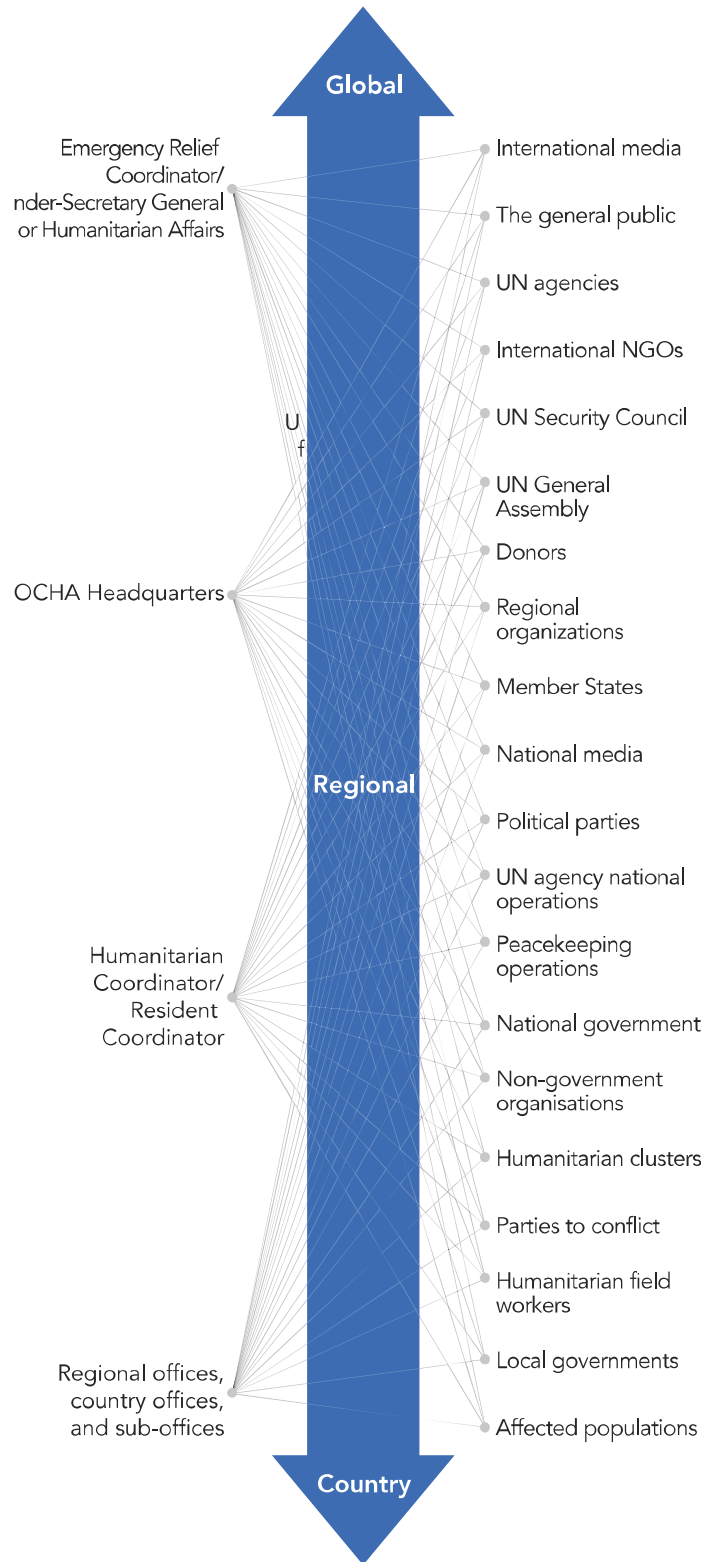 Global
Emergency Relief
Coordinator/
nder-Secretary General
or Humanitarian Affairs
U
f
OCHA Headquarters
Regional
Humanitarian
Coordinator/
Resident
Coordinator
Regional offices,
country offices,
and sub-offices
Country
International media
The general public
UN agencies
International NGOs
UN Security Council
UN General
Assembly
Donors
Regional
organizations
Member States
National media
Political parties
UN agency national
operations
Peacekeeping
operations
National government
Non-government
organisations
Humanitarian clusters
Parties to conflict
Humanitarian field
workers
Local governments
Affected populations